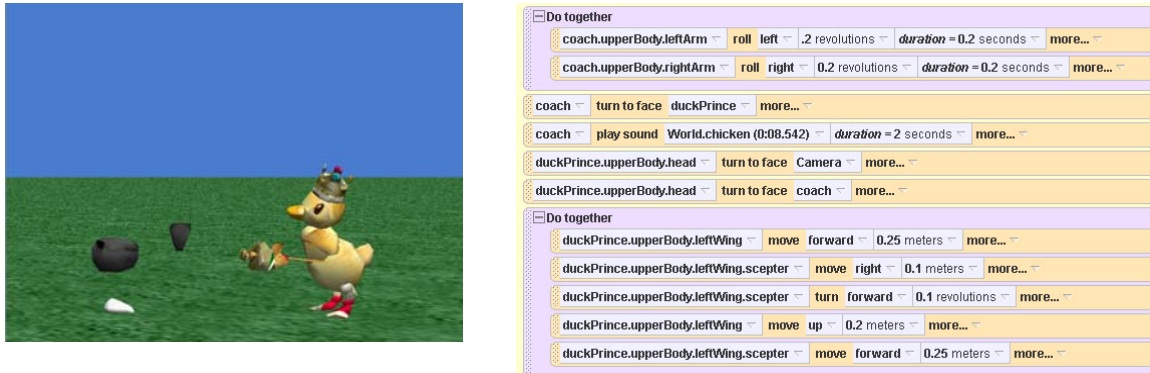 Do together
coach.upperBody.leftArm roll left .2 revolutions duration = 0.2 seconds more...
coach.upperBody.rightArm roll right 0.2 revolutions duration = 0.2 seconds more...
coach turn to face duckPrince more...
coach play sound World.chicken (0:08.542) duration = 2 seconds more...
duckPrince.upperBody.head turn to face Camera more...
duckPrince.upperBody.head turn to face coach more...
Do together
duckPrince.upperBody.leftWing move forward 0.25 meters more...
duckPrince.upperBody.leftWing.scepter move right 0.1 meters more...
duckPrince.upperBody.leftWing.scepter turn forward 0.1 revolutions more...
duckPrince.upperBody.leftWing move up 0.2 meters more...
duckPrince.upperBody.leftWing.scepter move forward 0.25 meters more...